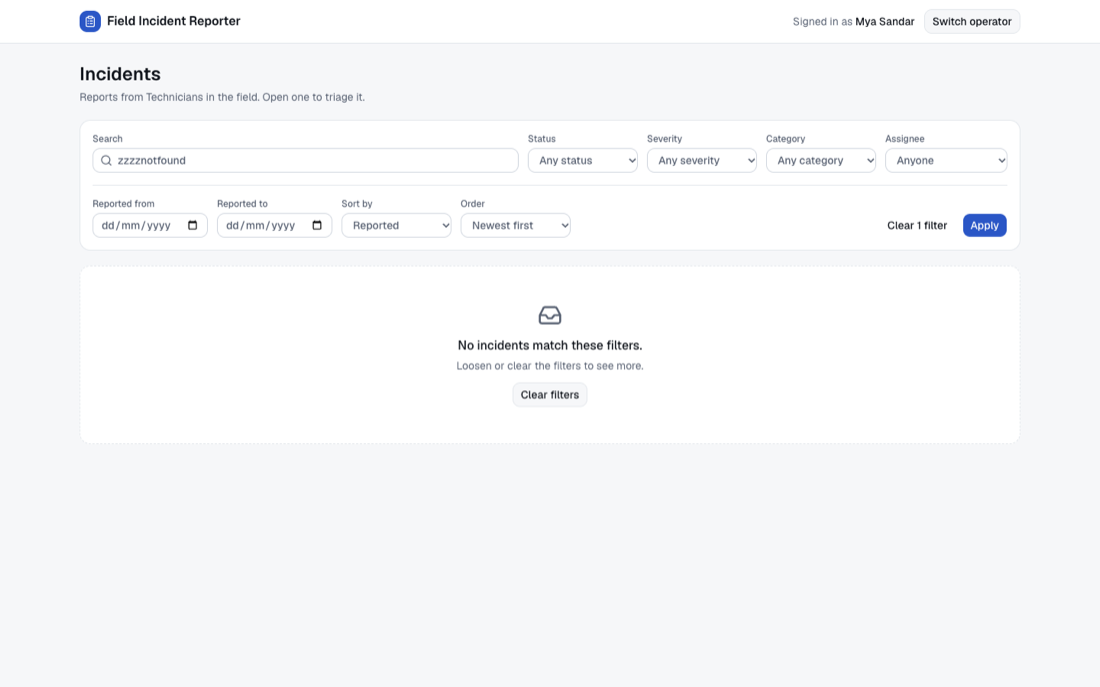 Field Incident Reporter
Signed in as Mya Sandar
Switch operator
Incidents
Reports from Technicians in the field. Open one to triage it.
Search
Status
Severity
Category
Assignee
zzzznotfound
Any status
Any severity
Any category
Anyone
Reported from
Reported to
Sort by
Order
dd/mm/yyyy
dd/mm/yyyy
Reported
Newest first
Clear 1 filter
Apply
No incidents match these filters.
Loosen or clear the filters to see more.
Clear filters